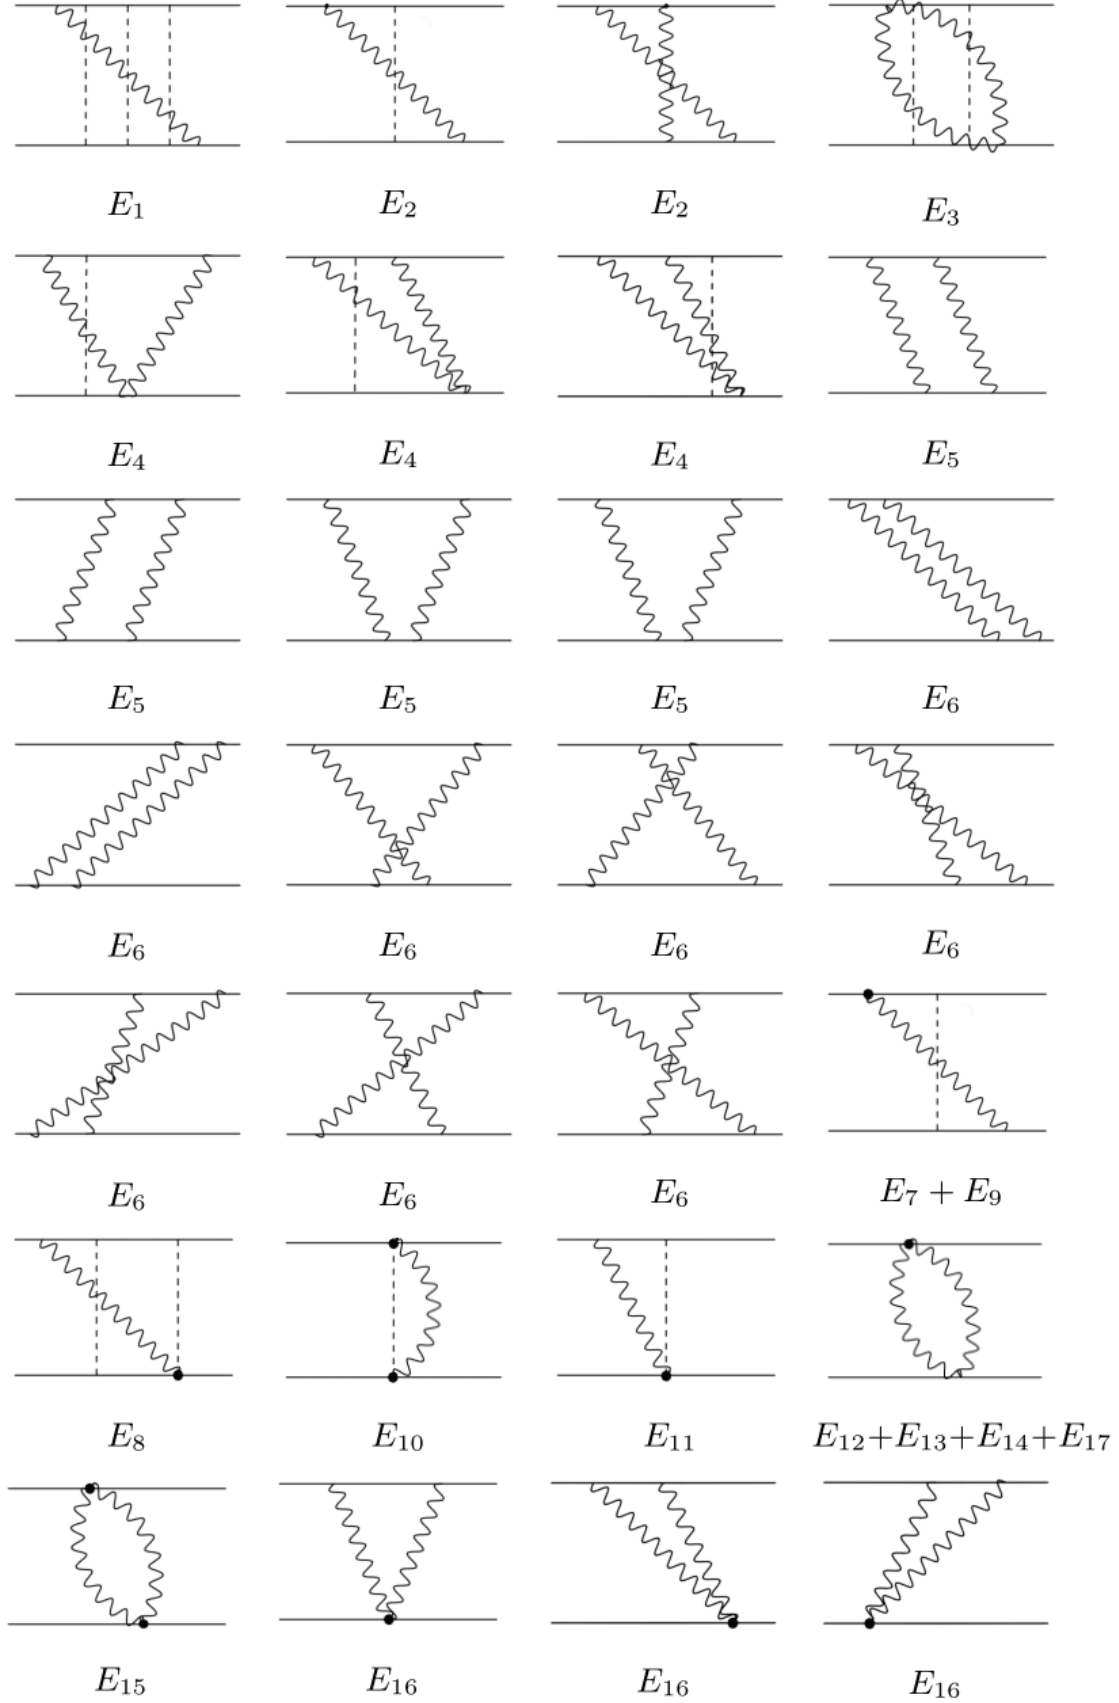 E₁ E₂ E₂ E₃
E₄ E₄ E₄ E₅
E₅ E₅ E₅ E₆
E₆ E₆ E₆ E₆
E₆ E₆ E₆ E₇ + E₉
E₈ E₁₀ E₁₁ E₁₂+E₁₃+E₁₄+E₁₇
E₁₅ E₁₆ E₁₆ E₁₆